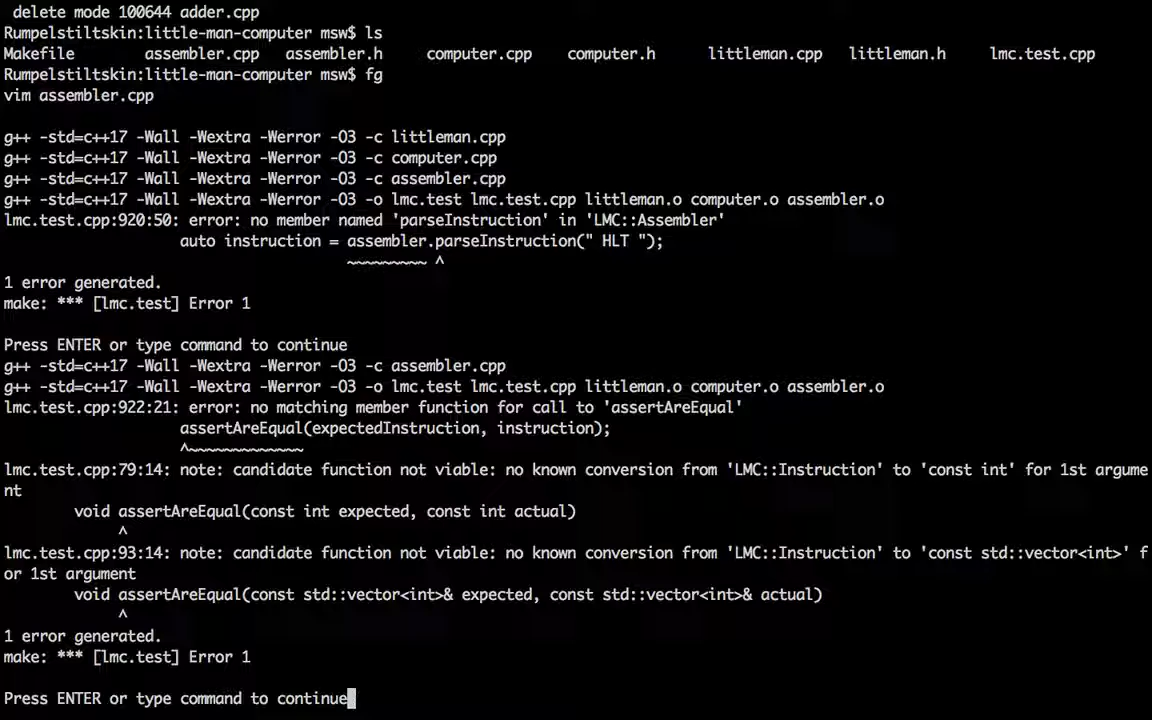 delete mode 100644 adder.cpp
Rumpelstiltskin:little-man-computer msw$ ls
Makefile        assembler.cpp   assembler.h     computer.cpp    computer.h      littleman.cpp   littleman.h     lmc.test.cpp
Rumpelstiltskin:little-man-computer msw$ fg
vim assembler.cpp
g++ -std=c++17 -Wall -Wextra -Werror -O3 -c littleman.cpp
g++ -std=c++17 -Wall -Wextra -Werror -O3 -c computer.cpp
g++ -std=c++17 -Wall -Wextra -Werror -O3 -c assembler.cpp
g++ -std=c++17 -Wall -Wextra -Werror -O3 -o lmc.test lmc.test.cpp littleman.o computer.o assembler.o
lmc.test.cpp:920:50: error: no member named 'parseInstruction' in 'LMC::Assembler'
                    auto instruction = assembler.parseInstruction(" HLT ");
                                       ~~~~~~~~~ ^
1 error generated.
make: *** [lmc.test] Error 1
Press ENTER or type command to continue
g++ -std=c++17 -Wall -Wextra -Werror -O3 -c assembler.cpp
g++ -std=c++17 -Wall -Wextra -Werror -O3 -o lmc.test lmc.test.cpp littleman.o computer.o assembler.o
lmc.test.cpp:922:21: error: no matching member function for call to 'assertAreEqual'
                    assertAreEqual(expectedInstruction, instruction);
                    ^~~~~~~~~~~~~~
lmc.test.cpp:79:14: note: candidate function not viable: no known conversion from 'LMC::Instruction' to 'const int' for 1st argume
nt
        void assertAreEqual(const int expected, const int actual)
             ^
lmc.test.cpp:93:14: note: candidate function not viable: no known conversion from 'LMC::Instruction' to 'const std::vector<int>' f
or 1st argument
        void assertAreEqual(const std::vector<int>& expected, const std::vector<int>& actual)
             ^
1 error generated.
make: *** [lmc.test] Error 1
Press ENTER or type command to continue